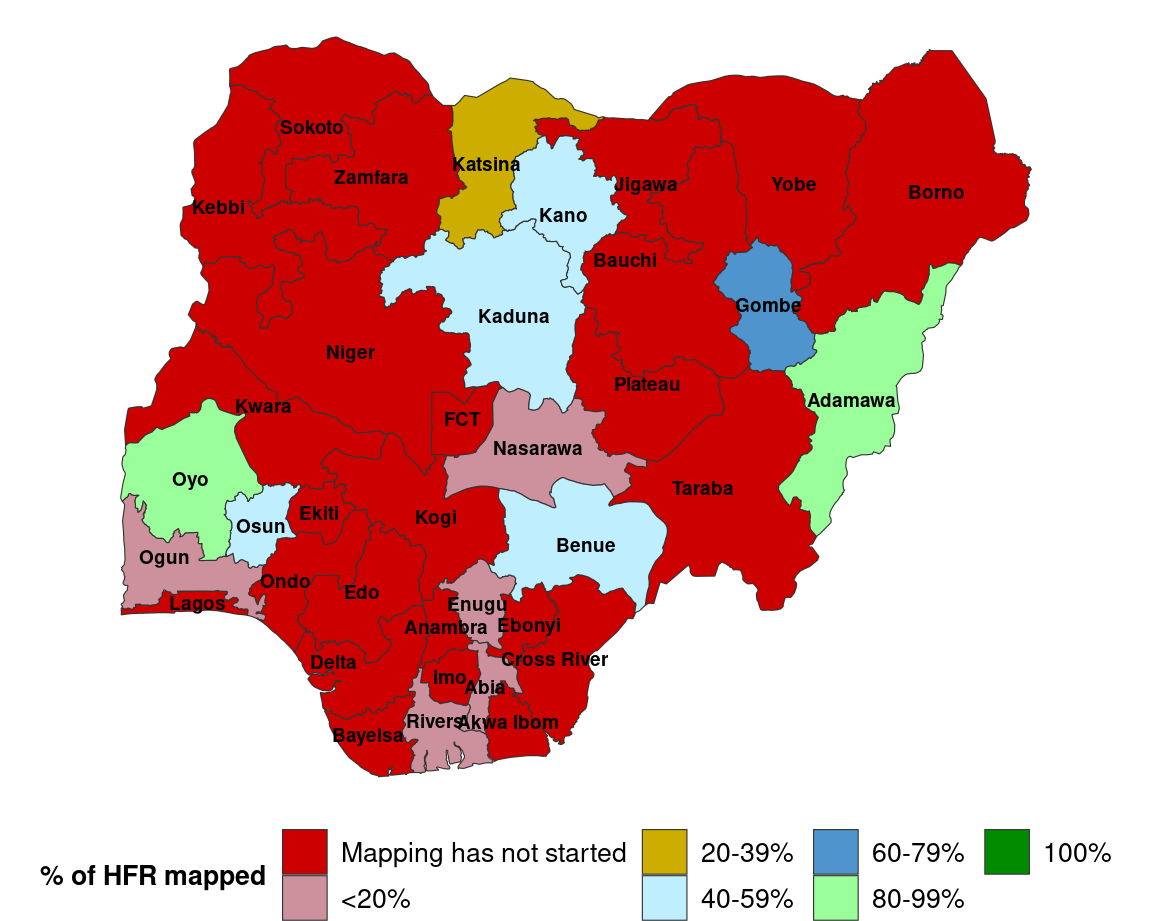 Sokoto
Katsina
Zamfara
Jigawa
Yobe
Borno
Kebbi
Kano
Bauchi
Gombe
Kaduna
Niger
Plateau
Adamawa
Kwara
FCT
Nasarawa
Oyo
Taraba
Ekiti
Kogi
Osun
Benue
Ogun
Ondo
Edo
Lagos
Enugu
Anambra
Ebonyi
Delta
Cross River
Imo
Abia
Rivers
Akwa Ibom
Bayelsa
% of HFR mapped
Mapping has not started
<20%
20-39%
40-59%
60-79%
80-99%
100%